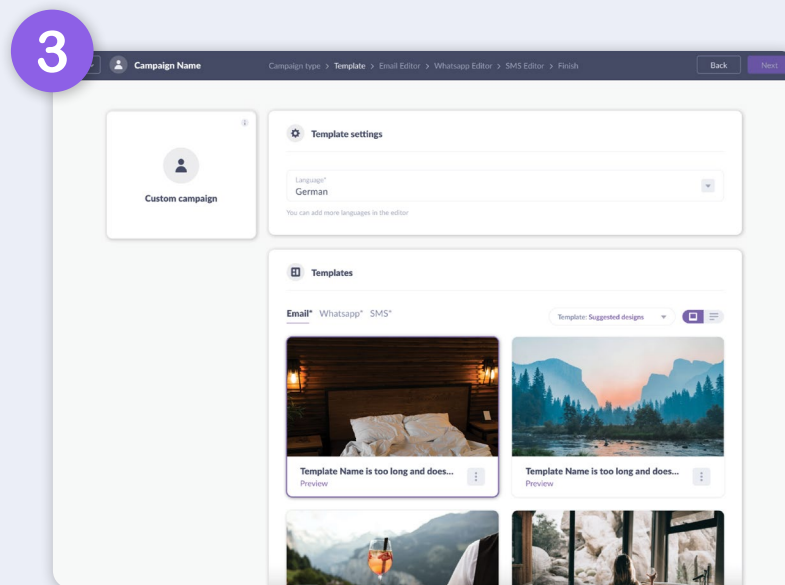 3
Campaign Name
Campaign type > Template > Email Editor > Whatsapp Editor > SMS Editor > Finish
Back
Next
Custom campaign
Template settings
Language*
German
You can add more languages in the editor
Templates
Email* Whatsapp* SMS*
Template: Suggested designs
Template Name is too long and does...
Preview
Template Name is too long and does...
Preview